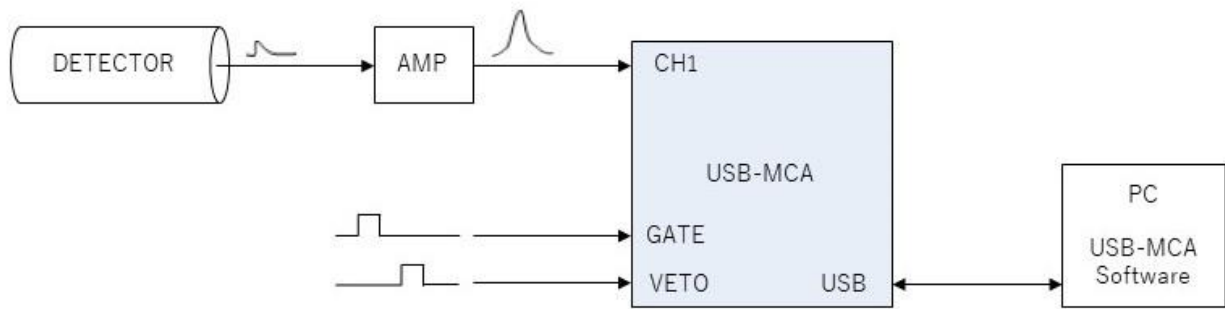 DETECTOR
AMP
CH1
USB-MCA
GATE
VETO
USB
PC
USB-MCA
Software